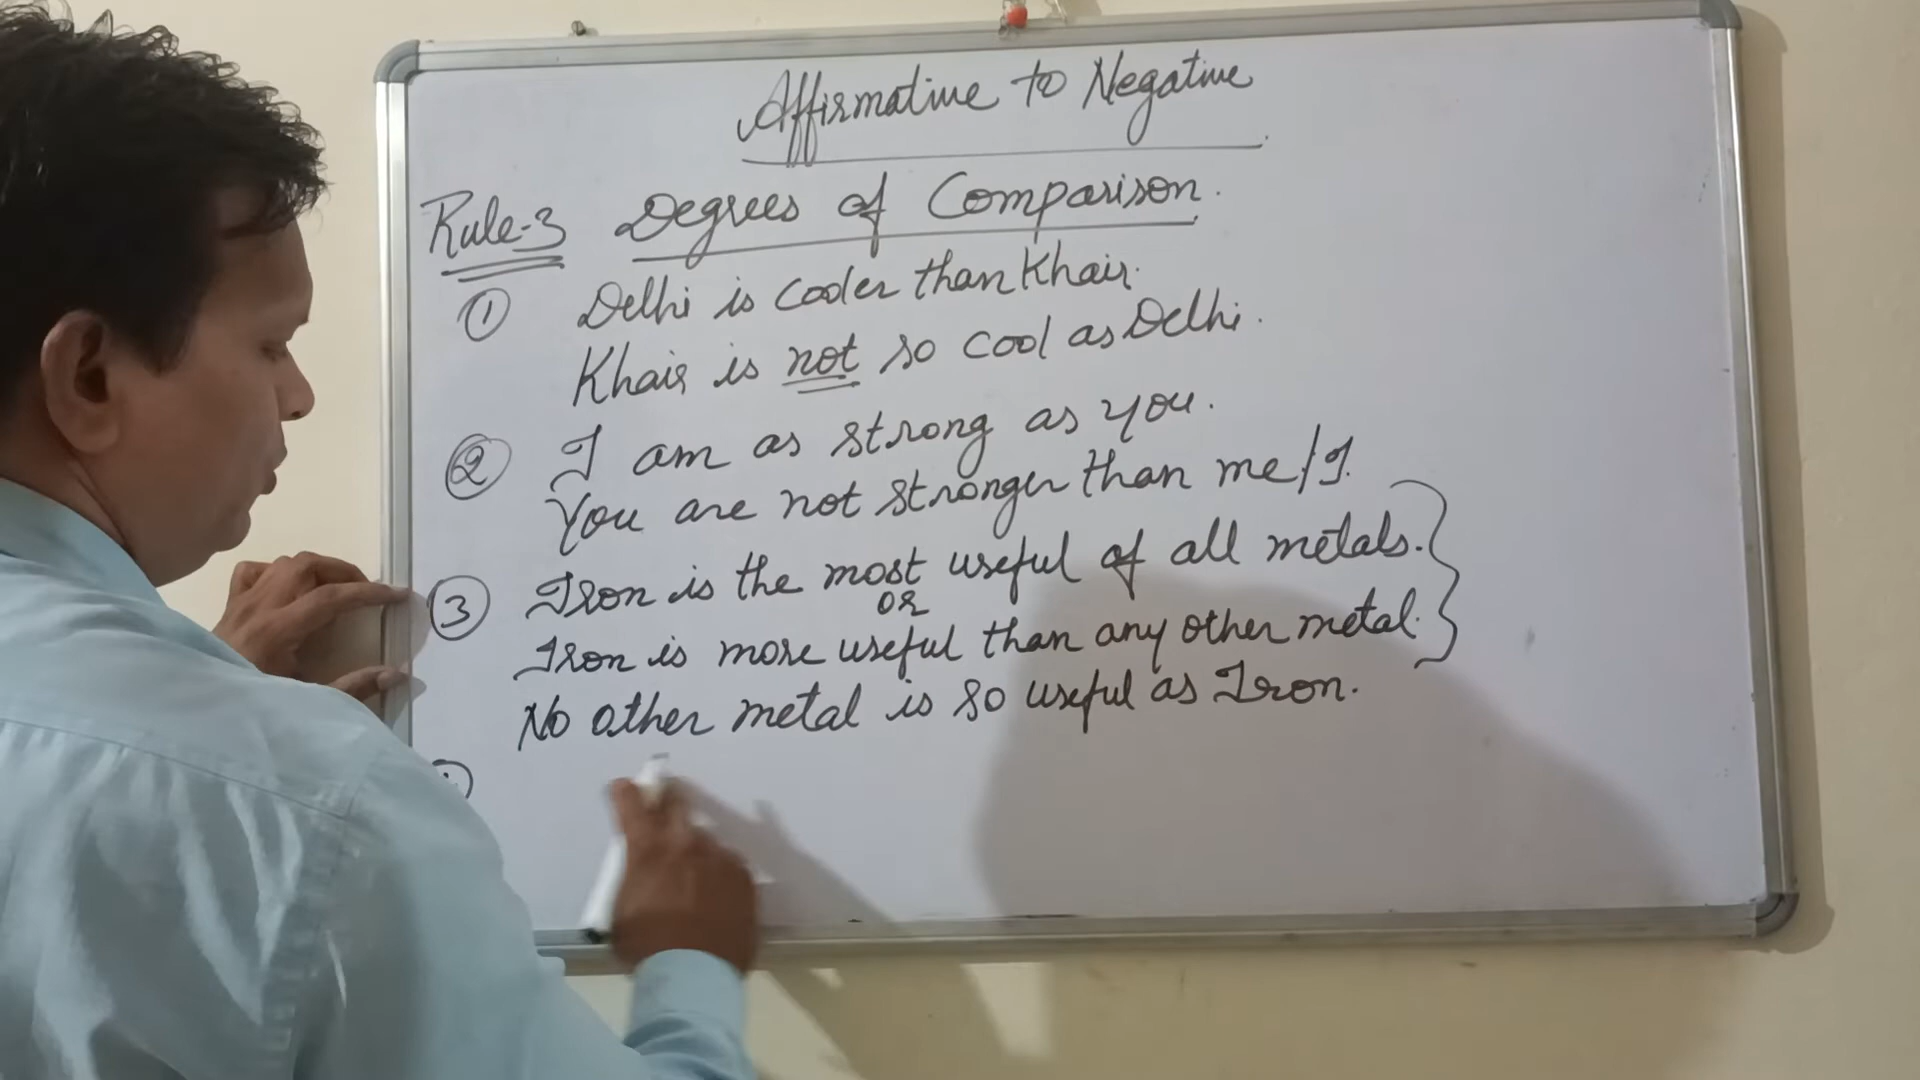 Affirmative to Negative
Rule-3 Degrees of Comparison.
① Delhi is cooler than Khair.
Khair is not so cool as Delhi.
② I am as strong as you.
You are not stronger than me/I.
③ Iron is the most useful of all metals.
OR
Iron is more useful than any other metal.
No other metal is so useful as Iron.